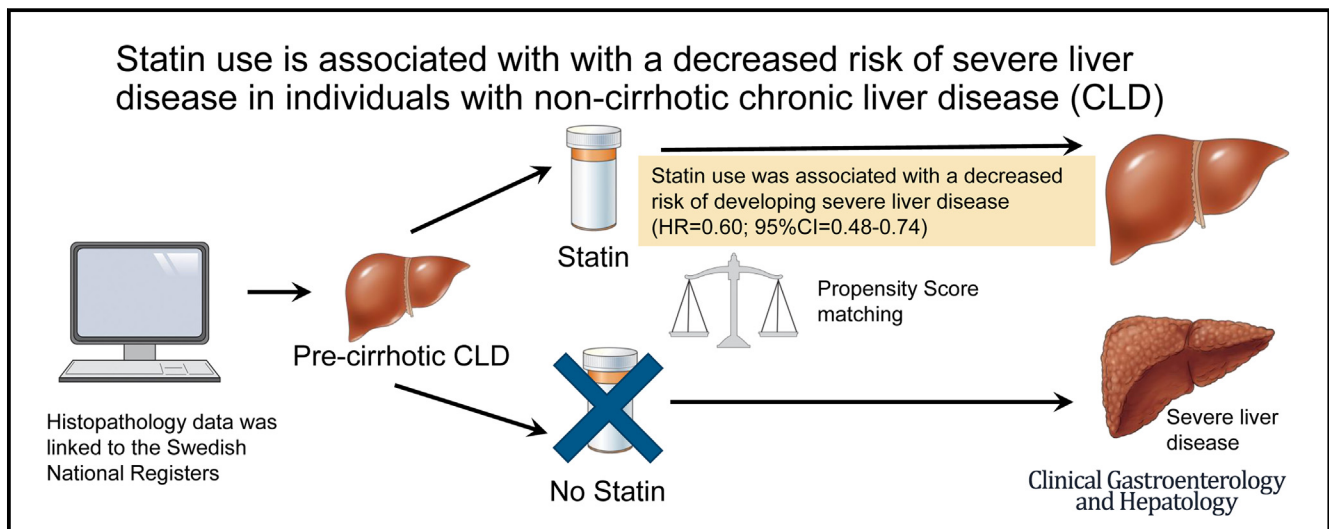 Statin use is associated with with a decreased risk of severe liver
disease in individuals with non-cirrhotic chronic liver disease (CLD)
Statin use was associated with a decreased
risk of developing severe liver disease
(HR=0.60; 95%CI=0.48-0.74)
Statin
Propensity Score
matching
Pre-cirrhotic CLD
Histopathology data was
linked to the Swedish
National Registers
No Statin
Severe liver
disease
Clinical Gastroenterology
and Hepatology